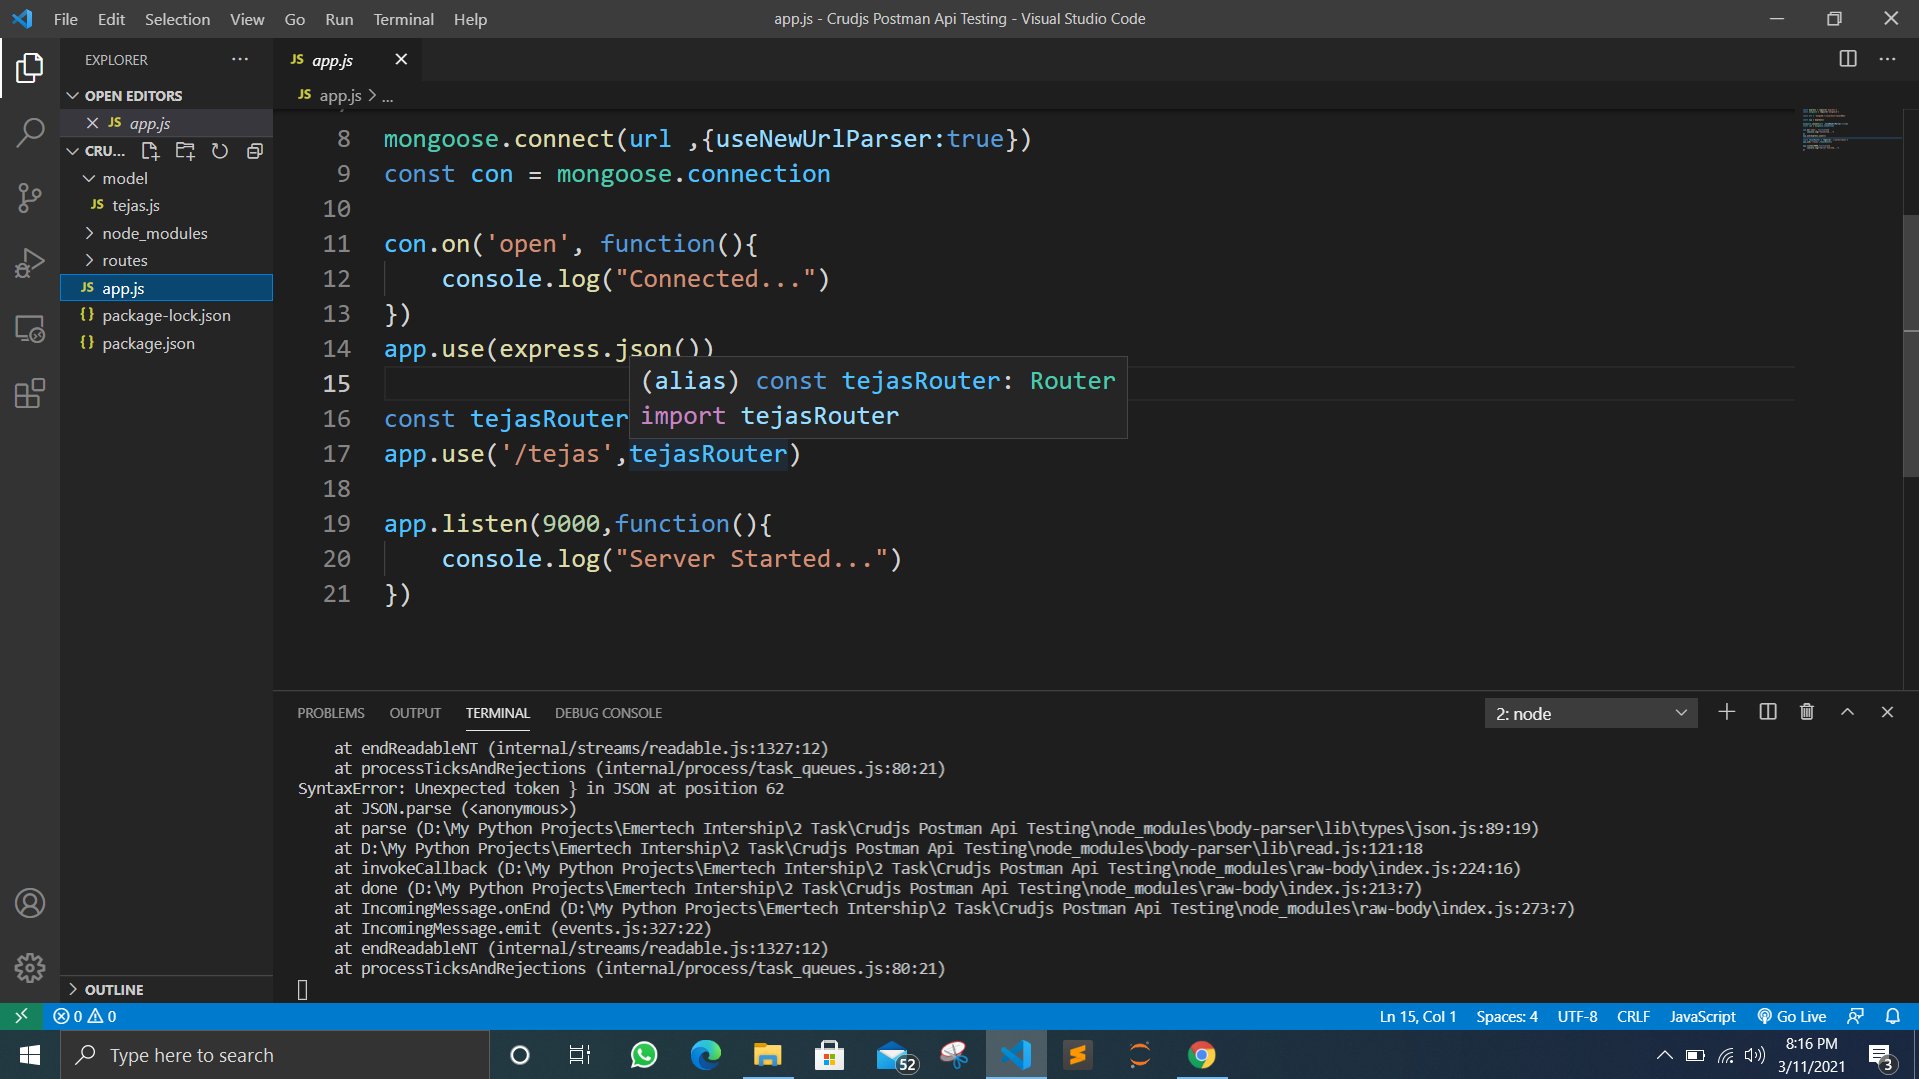 File Edit Selection View Go Run Terminal Help
app.js - Crudjs Postman Api Testing - Visual Studio Code
EXPLORER
OPEN EDITORS
JS app.js
CRU...
model
JS tejas.js
node_modules
routes
JS app.js
{} package-lock.json
{} package.json
OUTLINE
JS app.js
JS app.js > ...
8 mongoose.connect(url ,{useNewUrlParser:true})
9 const con = mongoose.connection
10
11 con.on('open', function(){
12 console.log("Connected...")
13 })
14 app.use(express.json())
15
(alias) const tejasRouter: Router
import tejasRouter
16 const tejasRouter
17 app.use('/tejas',tejasRouter)
18
19 app.listen(9000,function(){
20 console.log("Server Started...")
21 })
PROBLEMS OUTPUT TERMINAL DEBUG CONSOLE
2: node
at endReadableNT (internal/streams/readable.js:1327:12)
at processTicksAndRejections (internal/process/task_queues.js:80:21)
SyntaxError: Unexpected token } in JSON at position 62
at JSON.parse (<anonymous>)
at parse (D:\My Python Projects\Emertech Intership\2 Task\Crudjs Postman Api Testing\node_modules\body-parser\lib\types\json.js:89:19)
at D:\My Python Projects\Emertech Intership\2 Task\Crudjs Postman Api Testing\node_modules\body-parser\lib\read.js:121:18
at invokeCallback (D:\My Python Projects\Emertech Intership\2 Task\Crudjs Postman Api Testing\node_modules\raw-body\index.js:224:16)
at done (D:\My Python Projects\Emertech Intership\2 Task\Crudjs Postman Api Testing\node_modules\raw-body\index.js:213:7)
at IncomingMessage.onEnd (D:\My Python Projects\Emertech Intership\2 Task\Crudjs Postman Api Testing\node_modules\raw-body\index.js:273:7)
at IncomingMessage.emit (events.js:327:22)
at endReadableNT (internal/streams/readable.js:1327:12)
at processTicksAndRejections (internal/process/task_queues.js:80:21)
0 0
Ln 15, Col 1 Spaces: 4 UTF-8 CRLF JavaScript Go Live
Type here to search
52
8:16 PM
3/11/2021
3